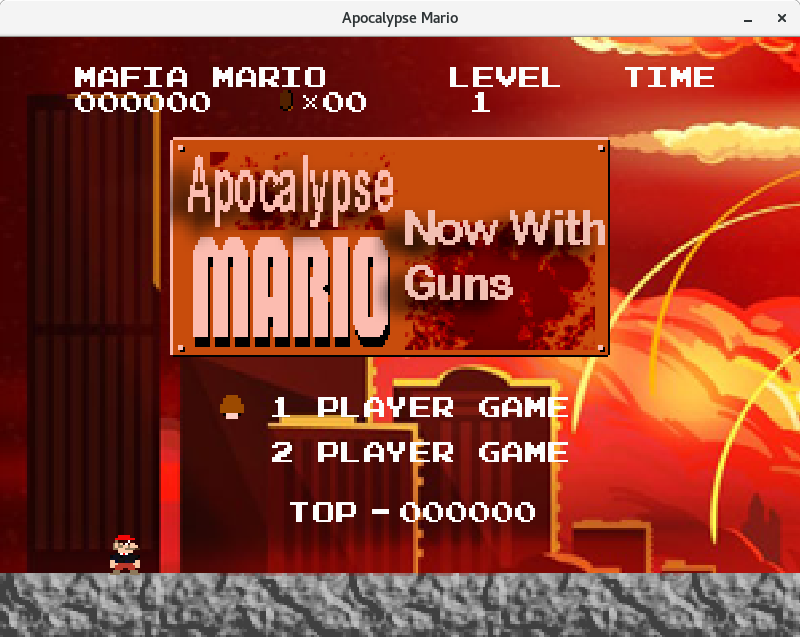 Apocalypse Mario
MAFIA MARIO LEVEL TIME
000000 ×00 1
Apocalypse
MARIO
Now With
Guns
1 PLAYER GAME
2 PLAYER GAME
TOP - 000000